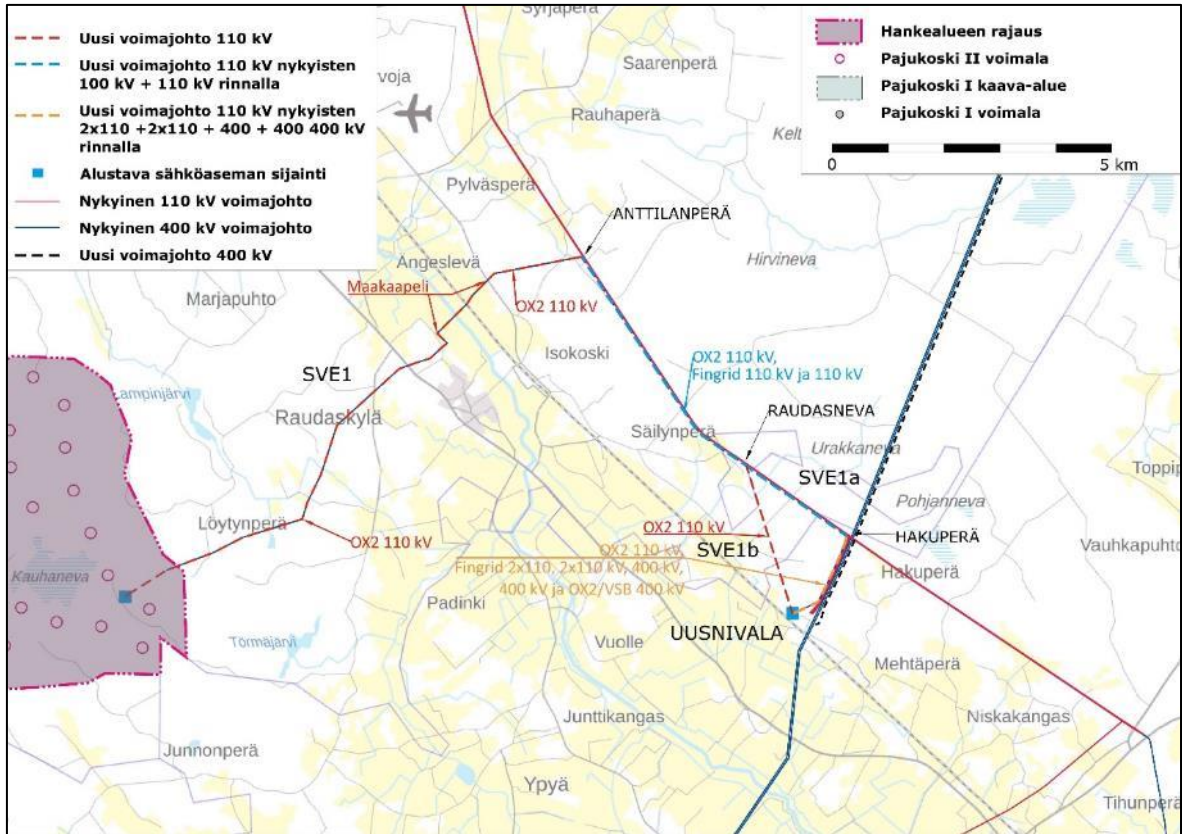 Uusi voimajohto 110 kV
Uusi voimajohto 110 kV nykyisten
100 kV + 110 kV rinnalla
Uusi voimajohto 110 kV nykyisten
2x110 +2x110 + 400 + 400 400 kV
rinnalla
Alustava sähköaseman sijainti
Nykyinen 110 kV voimajohto
Nykyinen 400 kV voimajohto
Uusi voimajohto 400 kV
Hankealueen rajaus
Pajukoski II voimala
Pajukoski I kaava-alue
Pajukoski I voimala
0
5 km
Syrjäperä
Saarenperä
Rauhaperä
Pylväsperä
ANTTILANPERÄ
Hirvineva
Angeslevä
Marjapuhto
Maakaapeli
OX2 110 kV
Isokoski
SVE1
OX2 110 kV,
Fingrid 110 kV ja 110 kV
Raudaskylä
RAUDASNEVA
Säilynperä
Urakkaneva
SVE1a
Pohjanneva
Löytynperä
OX2 110 kV
OX2 110 kV
SVE1b
OX2 110 kV,
Fingrid 2x110, 2x110 kV, 400 kV,
400 kV ja OX2/VSB 400 kV
HAKUPERÄ
Vauhkapuhto
Hakuperä
Kauhaneva
Padinki
UUSNIVALA
Vuolle
Törmäjärvi
Mehtäperä
Junttikangas
Niskakangas
Junnonperä
Ypyä
Tihunperä